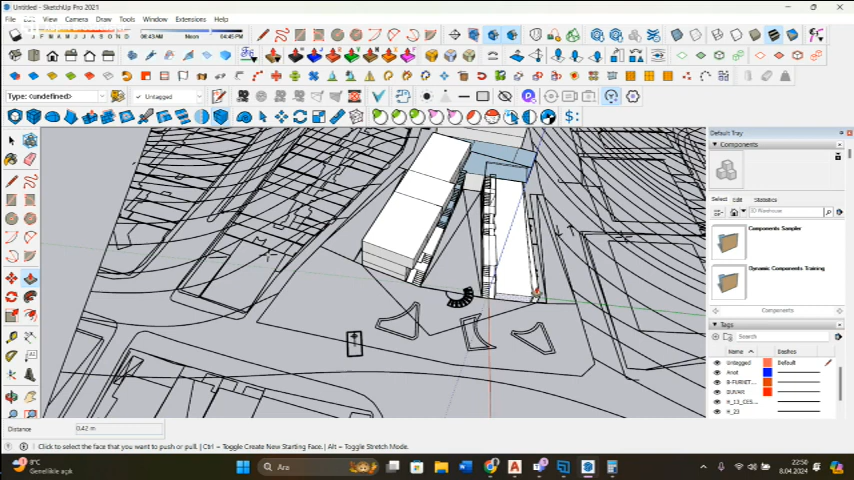 Untitled - SketchUp Pro 2021
View Camera Draw Tools Window Extensions Help
J F M A M J J A S O N D
06:43 AM Noon 04:45 PM
Type: <undefined>
Untagged
Default Tray
Components
Select Edit Statistics
3D Warehouse
Components Sampler
Dynamic Components Training
Components
Tags
Search
Name Dashes
Untagged Default
Anot
B-FURNIT...
DUVAR
H_13_CES...
H_23
Distance 0.42 m
Click to select the face that you want to push or pull. | Ctrl = Toggle Create New Starting Face. | Alt = Toggle Stretch Mode.
8°C
Genellikle açık
Ara
22:50
8.04.2024